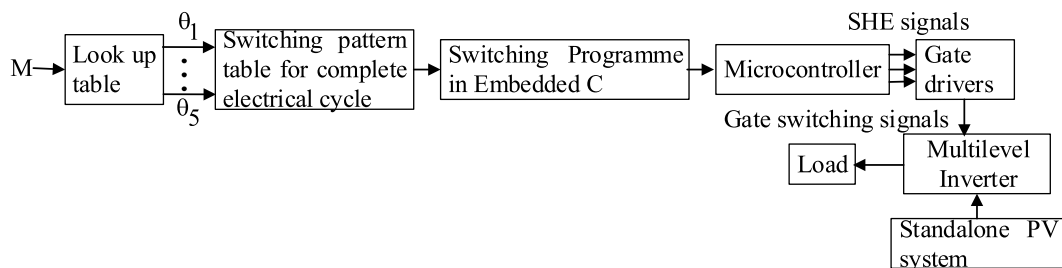 θ1
SHE signals
M
Look up
table
Switching pattern
table for complete
electrical cycle
Switching Programme
in Embedded C
Microcontroller
Gate
drivers
θ5
Gate switching signals
Load
Multilevel
Inverter
Standalone PV
system